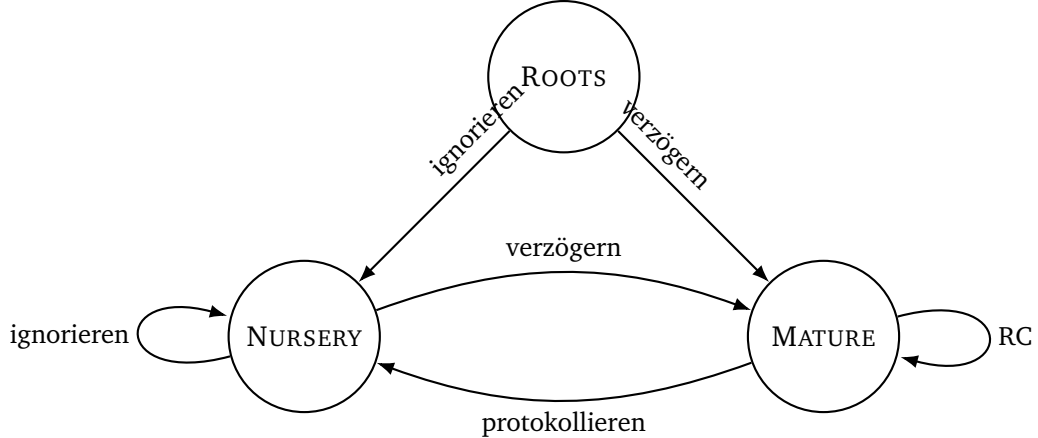 ROOTS
ignorieren
verzögern
verzögern
ignorieren
NURSERY
MATURE
RC
protokollieren